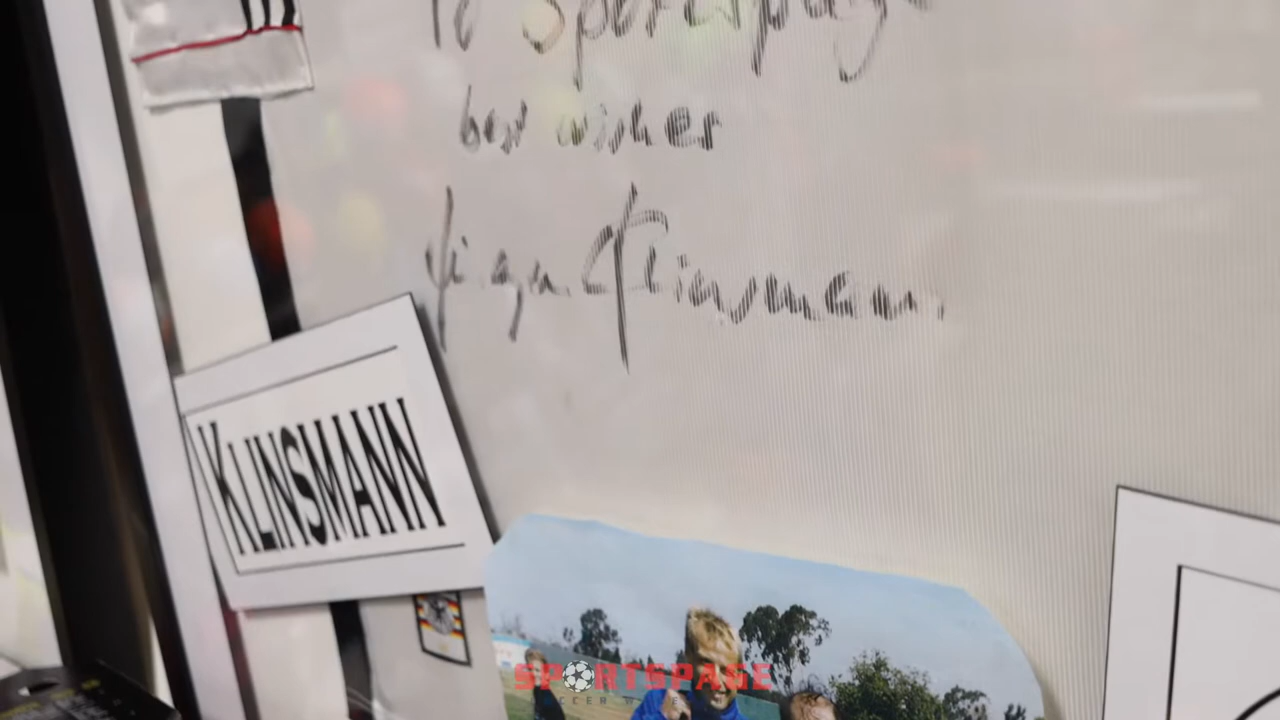 To Sportspage
best wishes
Jürgen Klinsmann
KLINSMANN
SPORTSPAGE